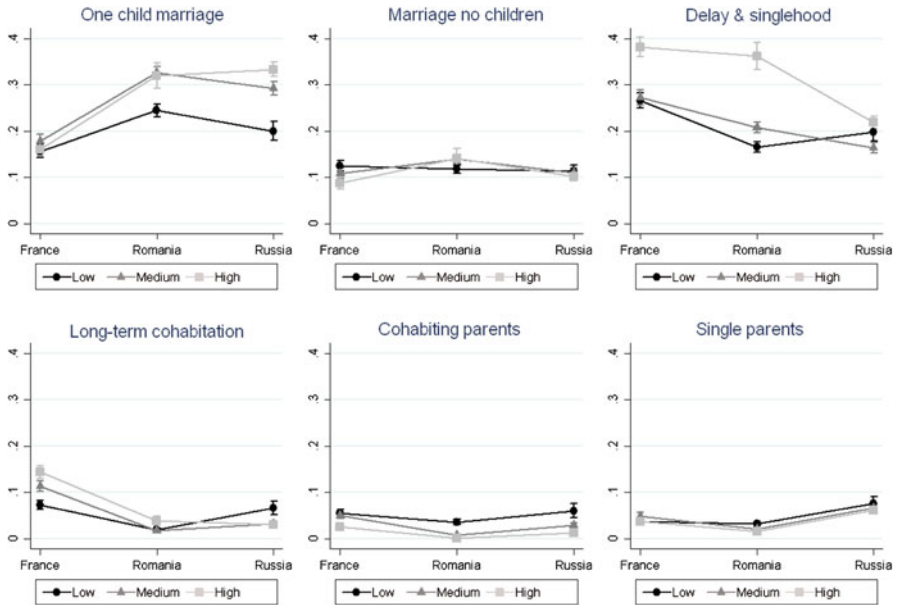 One child marriage
.4
.3
.2
.1
0
France Romania Russia
Low Medium High
Marriage no children
.4
.3
.2
.1
0
France Romania Russia
Low Medium High
Delay & singlehood
.4
.3
.2
.1
0
France Romania Russia
Low Medium High
Long-term cohabitation
.4
.3
.2
.1
0
France Romania Russia
Low Medium High
Cohabiting parents
.4
.3
.2
.1
0
France Romania Russia
Low Medium High
Single parents
.4
.3
.2
.1
0
France Romania Russia
Low Medium High